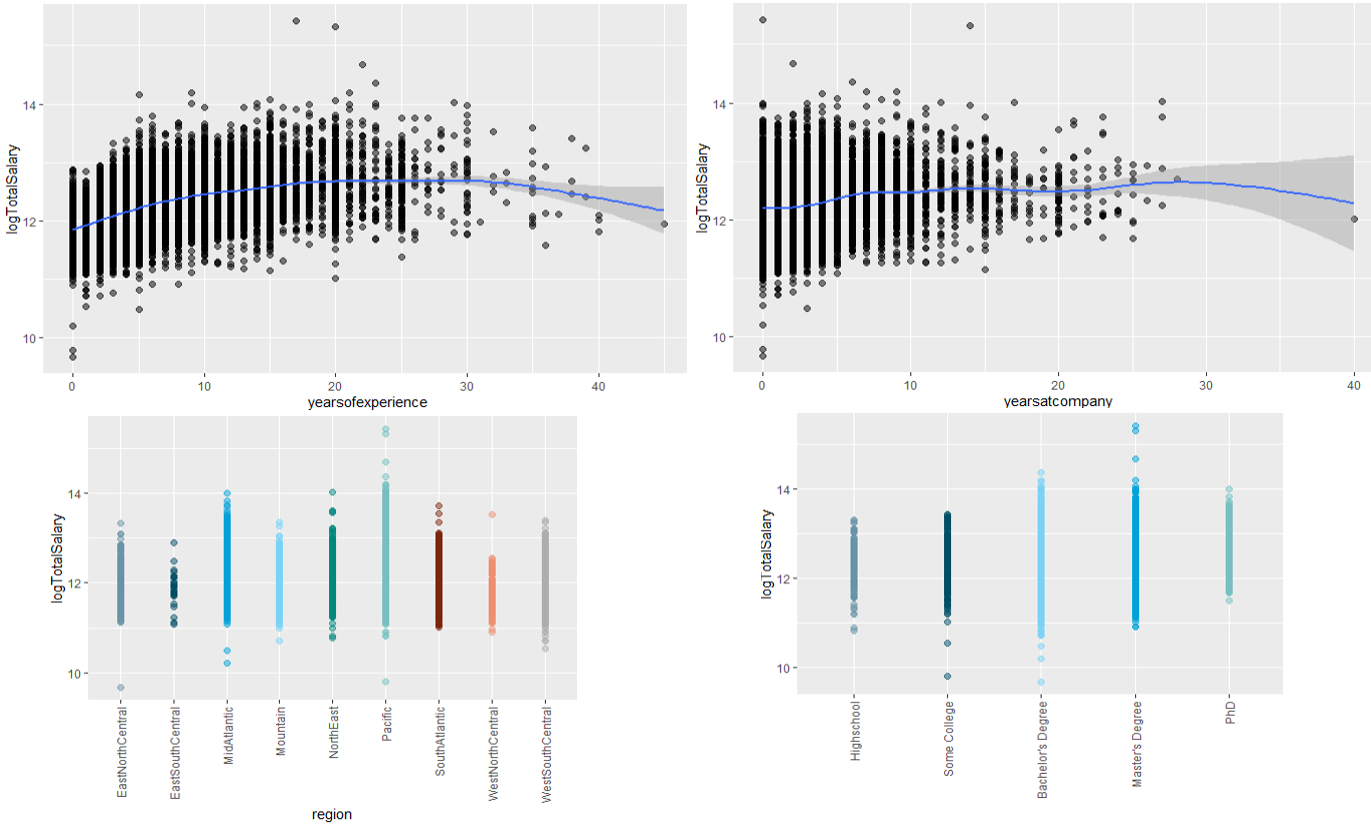 14
12
10
logTotalSalary
0 10 20 30 40
yearsofexperience
14
13
12
11
10
logTotalSalary
0 10 20 30 40
yearsatcompany
14
12
10
logTotalSalary
EastNorthCentral
EastSouthCentral
MidAtlantic
Mountain
NorthEast
Pacific
SouthAtlantic
WestNorthCentral
WestSouthCentral
region
14
12
10
logTotalSalary
Highschool
Some College
Bachelor's Degree
Master's Degree
PhD